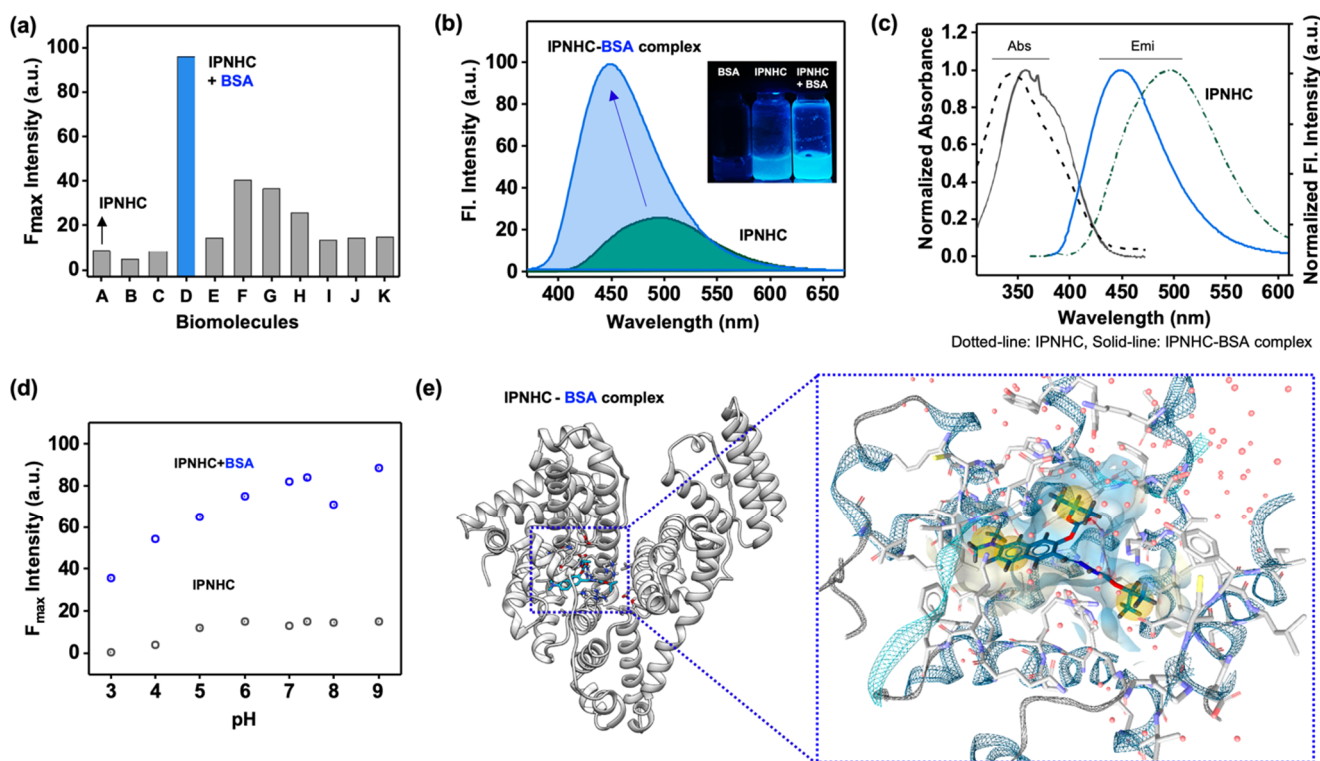 (a)
Fmax Intensity (a.u.)
100
80
60
40
20
0
IPNHC
+ BSA
IPNHC
A B C D E F G H I J K
Biomolecules
(b)
Fl. Intensity (a.u.)
100
80
60
40
20
0
IPNHC-BSA complex
BSA IPNHC IPNHC
+ BSA
IPNHC
400 450 500 550 600 650
Wavelength (nm)
(c)
Normalized Absorbance
1.2
1.0
0.8
0.6
0.4
0.2
0.0
Abs Emi
IPNHC
Normalized Fl. Intensity (a.u.)
350 400 450 500 550 600
Wavelength (nm)
Dotted-line: IPNHC, Solid-line: IPNHC-BSA complex
(d)
Fmax Intensity (a.u.)
100
80
60
40
20
0
IPNHC+BSA
IPNHC
3 4 5 6 7 8 9
pH
(e)
IPNHC - BSA complex